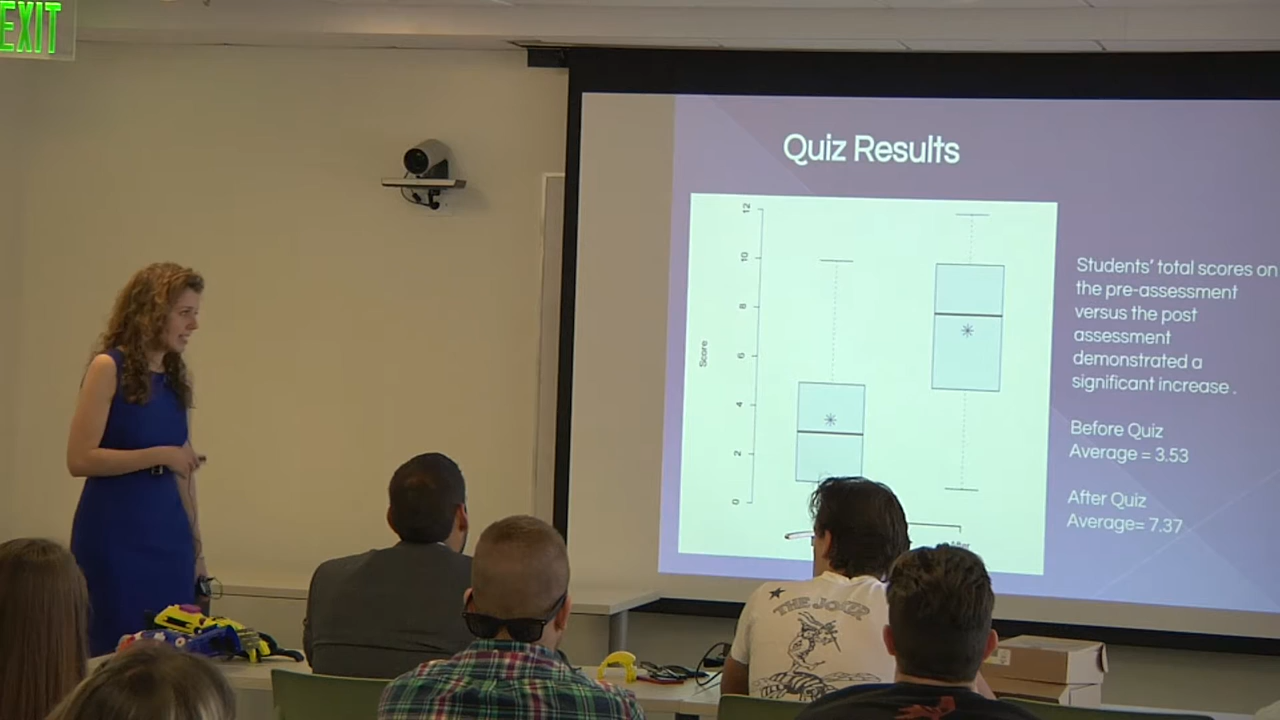 EXIT
Quiz Results
12
10
8
6
4
2
0
Score
Students' total scores on
the pre-assessment
versus the post
assessment
demonstrated a
significant increase .
Before Quiz
Average = 3.53
After Quiz
Average= 7.37
THE JOKER